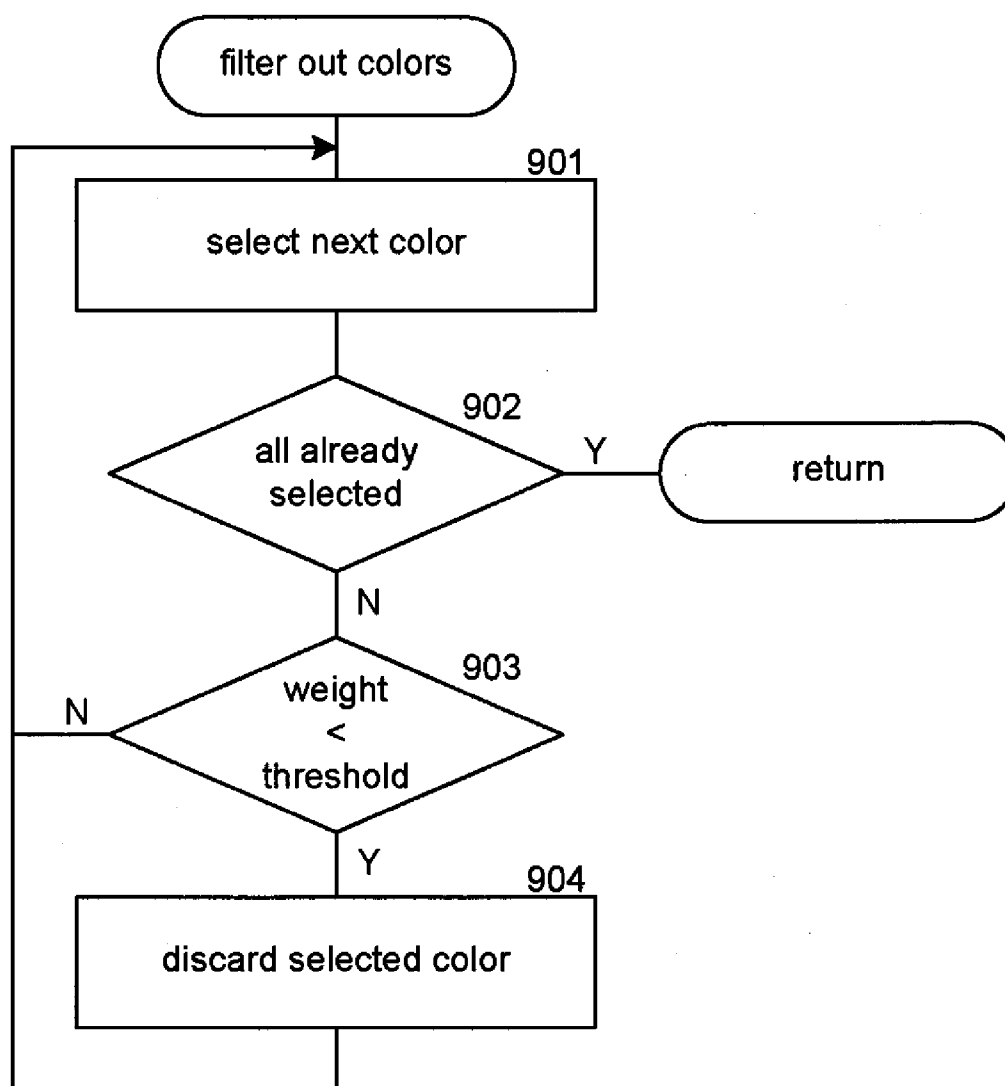 filter out colors
901
select next color
902
all already
selected
Y
return
N
903
weight
<
threshold
N
Y
904
discard selected color